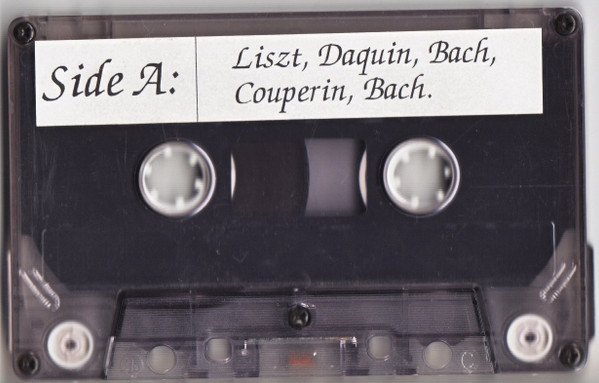 Side A:
Liszt, Daquin, Bach,
Couperin, Bach.